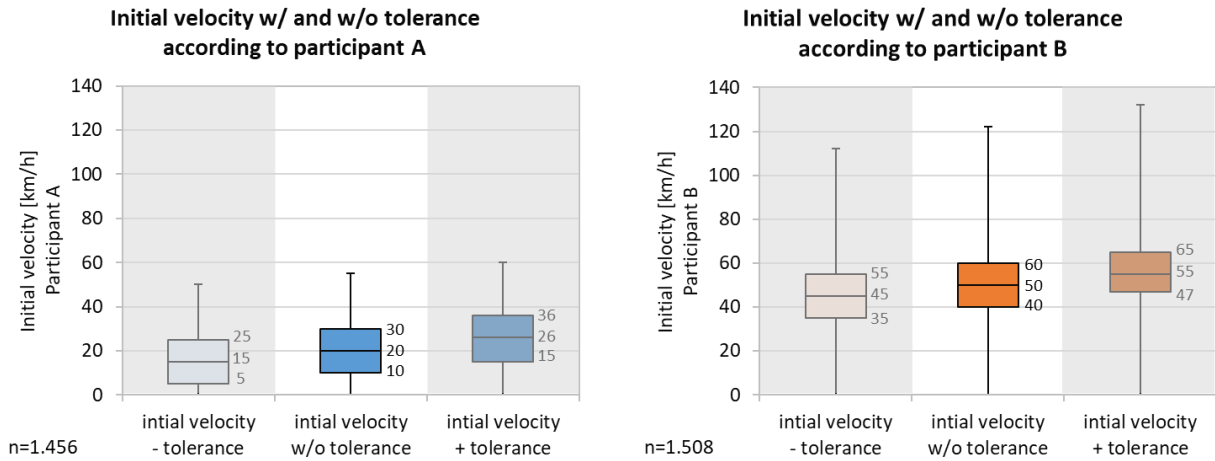 Initial velocity w/ and w/o tolerance
according to participant A
Initial velocity [km/h]
Participant A
140
120
100
80
60
40
20
0
25
15
5
30
20
10
36
26
15
intial velocity
- tolerance
intial velocity
w/o tolerance
intial velocity
+ tolerance
n=1.456
Initial velocity w/ and w/o tolerance
according to participant B
Initial velocity [km/h]
Participant B
140
120
100
80
60
40
20
0
55
45
35
60
50
40
65
55
47
intial velocity
- tolerance
intial velocity
w/o tolerance
intial velocity
+ tolerance
n=1.508